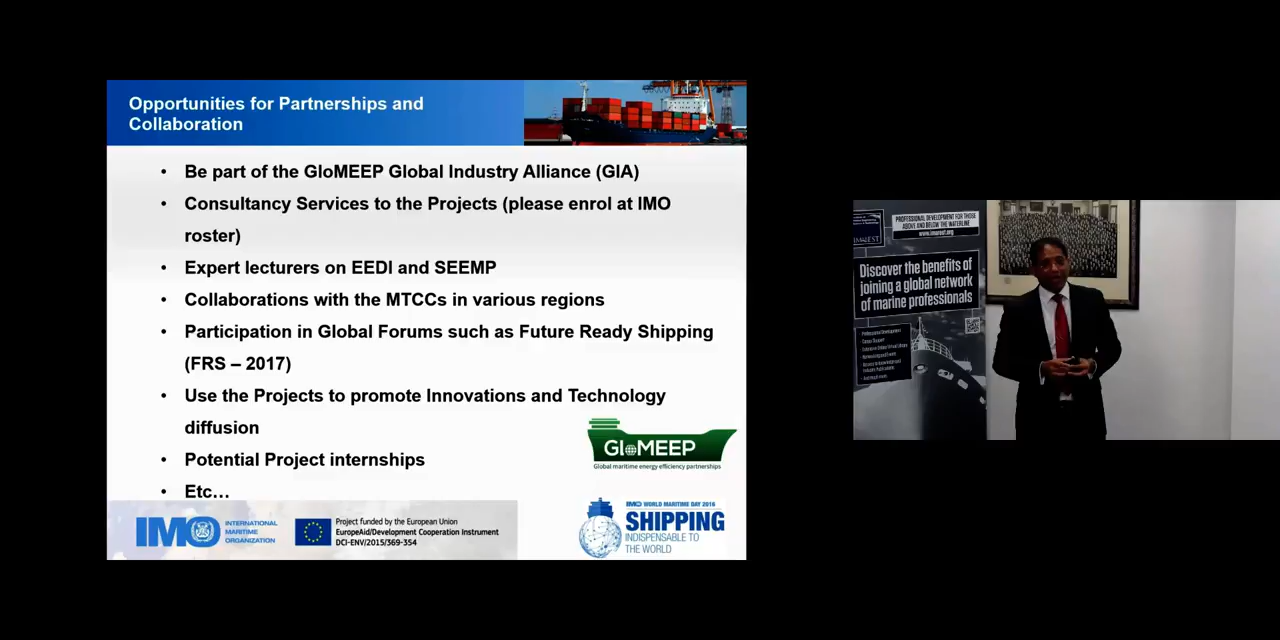 Opportunities for Partnerships and
Collaboration
• Be part of the GloMEEP Global Industry Alliance (GIA)
• Consultancy Services to the Projects (please enrol at IMO
roster)
• Expert lecturers on EEDI and SEEMP
• Collaborations with the MTCCs in various regions
• Participation in Global Forums such as Future Ready Shipping
(FRS – 2017)
• Use the Projects to promote Innovations and Technology
diffusion
• Potential Project internships
• Etc…
GloMEEP
Global maritime energy efficiency partnerships
IMO
INTERNATIONAL
MARITIME
ORGANIZATION
Project funded by the European Union
EuropeAid/Development Cooperation Instrument
DCI-ENV/2015/369-354
IMO WORLD MARITIME DAY 2016
SHIPPING
INDISPENSABLE TO
THE WORLD
PROFESSIONAL DEVELOPMENT FOR THOSE
ABOVE AND BELOW THE WATERLINE
www.imarest.org
Discover the benefits of
joining a global network
of marine professionals